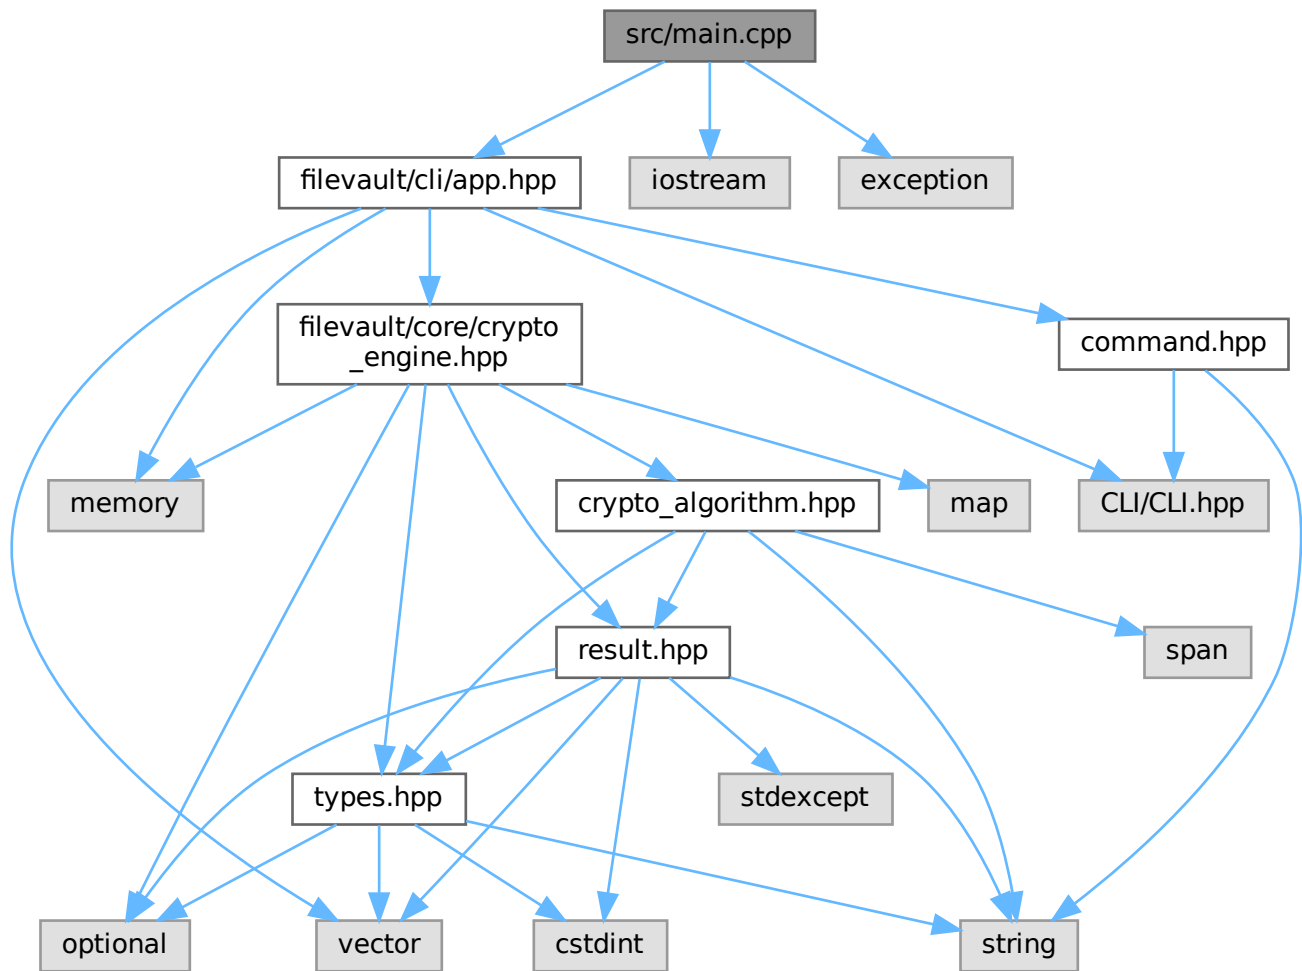 src/main.cpp
filevault/cli/app.hpp
iostream
exception
filevault/core/crypto
_engine.hpp
command.hpp
memory
crypto_algorithm.hpp
map
CLI/CLI.hpp
result.hpp
span
types.hpp
stdexcept
optional
vector
cstdint
string